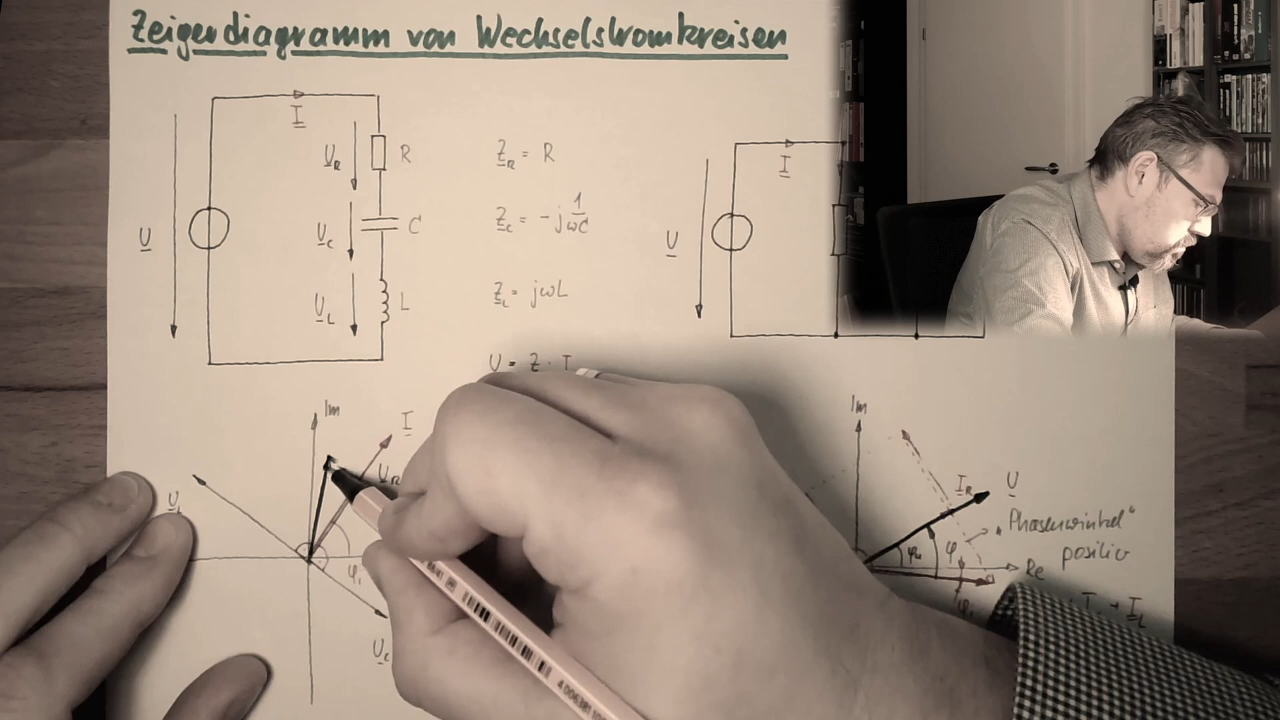 Zeigerdiagramm von Wechselstromkreisen
I
U
U_R
R
Z_R = R
U_C
C
Z_C = -j 1/ωC
U_L
L
Z_L = jωL
U = Z · I
I
U
Im
I
U_R
U_L
φ_i
U_C
Im
I_R
U
φ_u
φ
"Phasenwinkel"
positiv
Re
φ_i
+ I_L